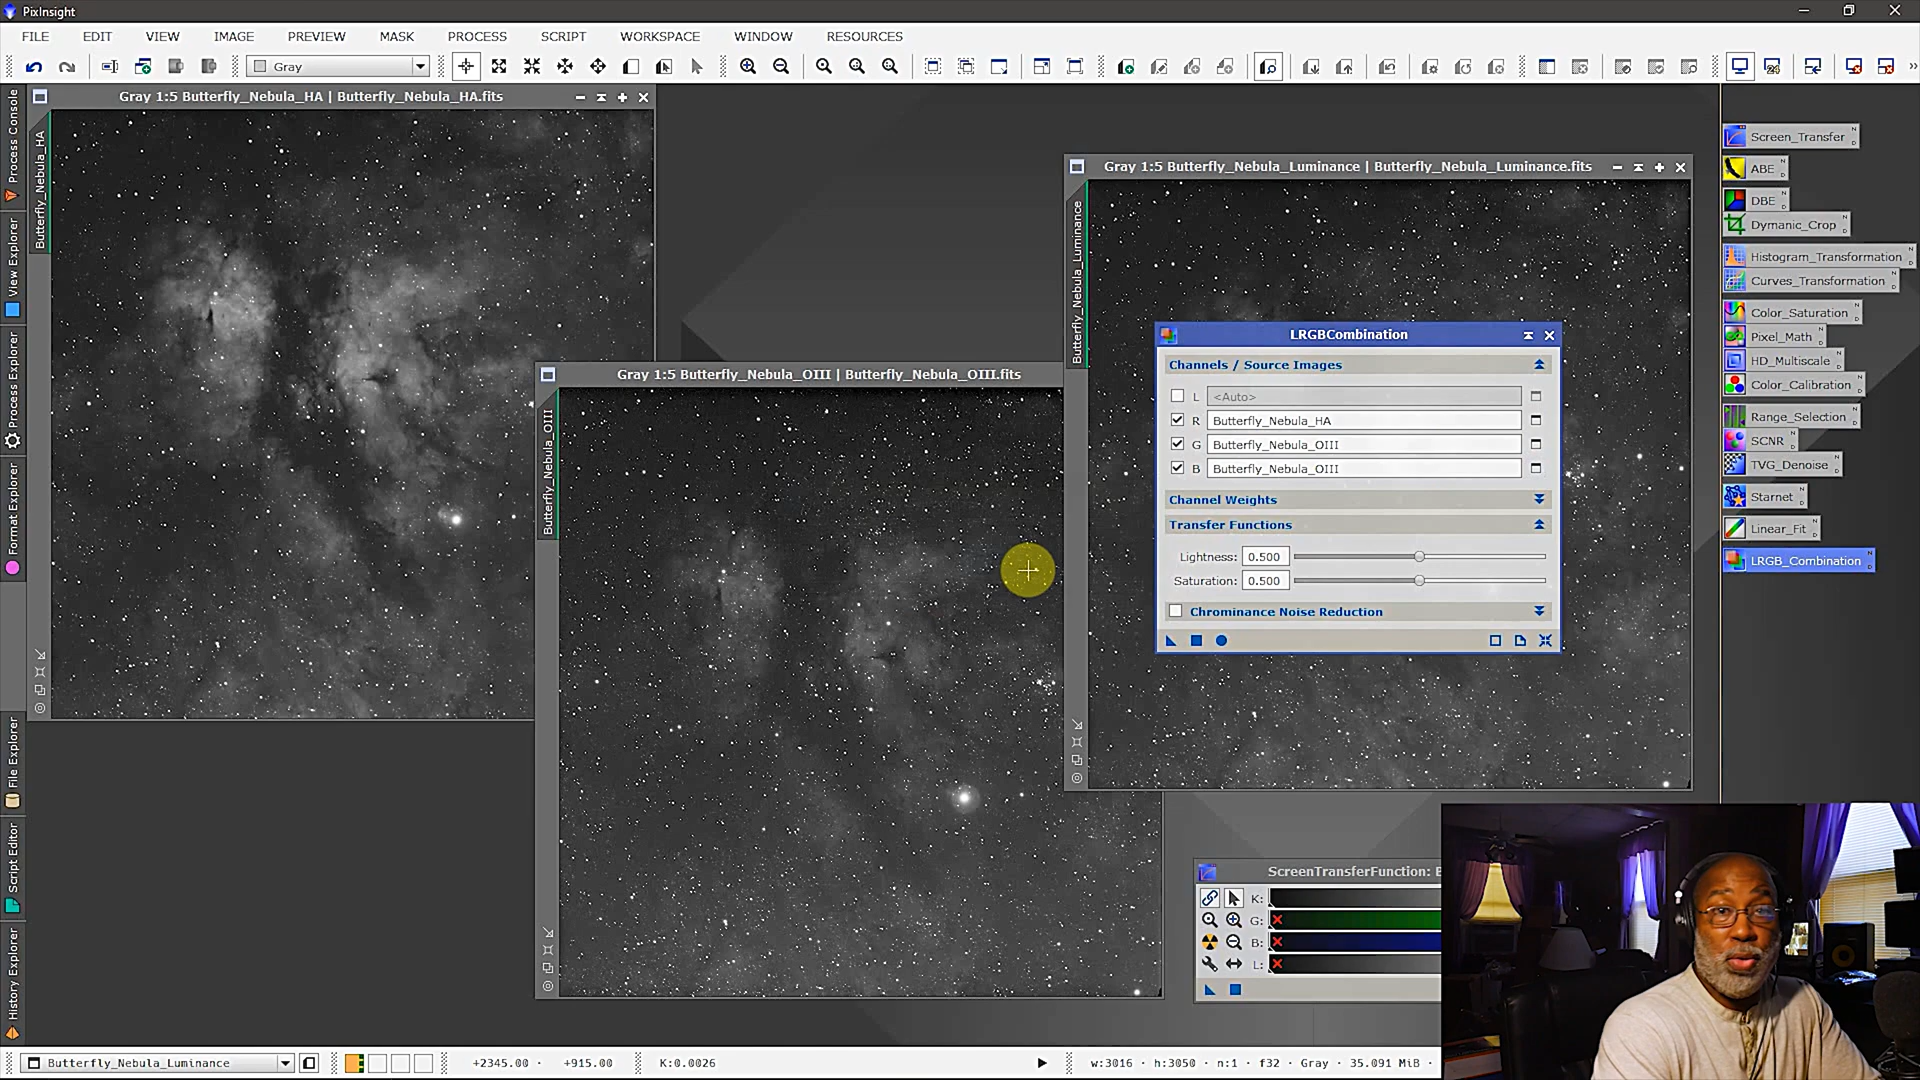 PixInsight
FILE EDIT VIEW IMAGE PREVIEW MASK PROCESS SCRIPT WORKSPACE WINDOW RESOURCES
Gray
Process Console
View Explorer
Process Explorer
Format Explorer
File Explorer
Script Editor
History Explorer
Gray 1:5 Butterfly_Nebula_HA | Butterfly_Nebula_HA.fits
Butterfly_Nebula_HA
Gray 1:5 Butterfly_Nebula_OIII | Butterfly_Nebula_OIII.fits
Butterfly_Nebula_OIII
Gray 1:5 Butterfly_Nebula_Luminance | Butterfly_Nebula_Luminance.fits
Butterfly_Nebula_Luminance
LRGBCombination
Channels / Source Images
L <Auto>
R Butterfly_Nebula_HA
G Butterfly_Nebula_OIII
B Butterfly_Nebula_OIII
Channel Weights
Transfer Functions
Lightness: 0.500
Saturation: 0.500
Chrominance Noise Reduction
Screen_Transfer
ABE
DBE
Dymanic_Crop
Histogram_Transformation
Curves_Transformation
Color_Saturation
Pixel_Math
HD_Multiscale
Color_Calibration
Range_Selection
SCNR
TVG_Denoise
Starnet
Linear_Fit
LRGB_Combination
ScreenTransferFunction: B
K:
G:
B:
L:
Butterfly_Nebula_Luminance
+2345.00 · +915.00
K:0.0026
w:3016 · h:3050 · n:1 · f32 · Gray · 35.091 MiB ·